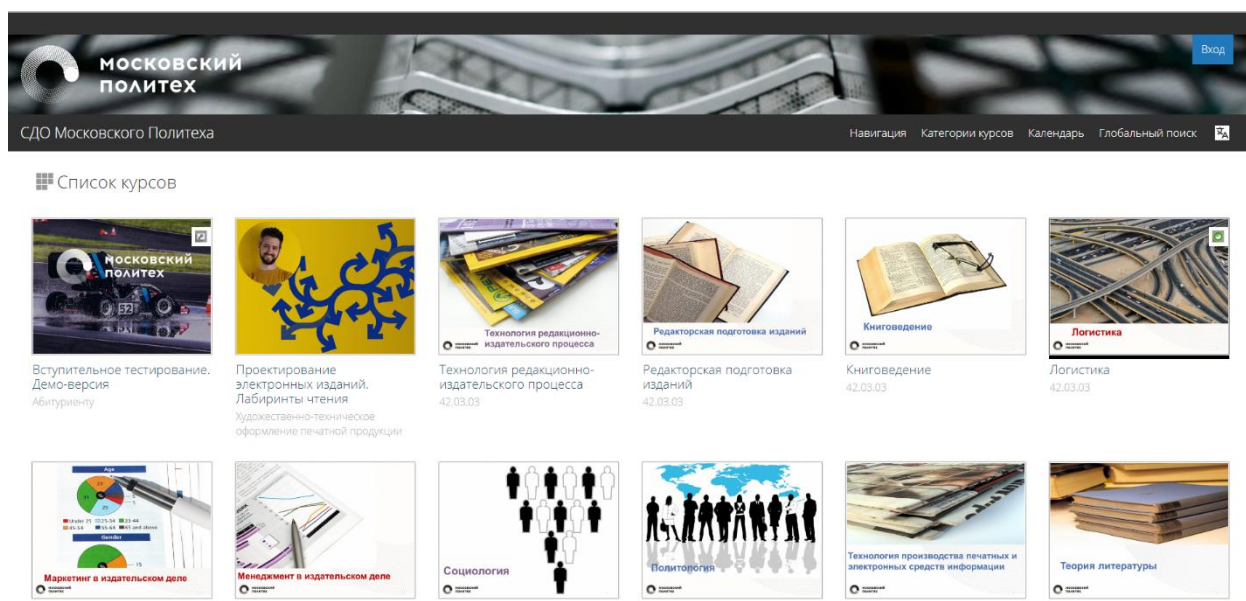 московский
политех
Вход
СДО Московского Политеха
Навигация Категории курсов Календарь Глобальный поиск
Список курсов
московский
политех
52
Технология редакционно-
издательского процесса
Редакторская подготовка изданий
Книговедение
Логистика
Вступительное тестирование.
Демо-версия
Абитуриенту
Проектирование
электронных изданий.
Лабиринты чтения
Художественно-техническое
оформление печатной продукции
Технология редакционно-
издательского процесса
42.03.03
Редакторская подготовка
изданий
42.03.03
Книговедение
42.03.03
Логистика
42.03.03
Age
Gender
Маркетинг в издательском деле
Менеджмент в издательском деле
Социология
Политология
Технология производства печатных и
электронных средств информации
Теория литературы